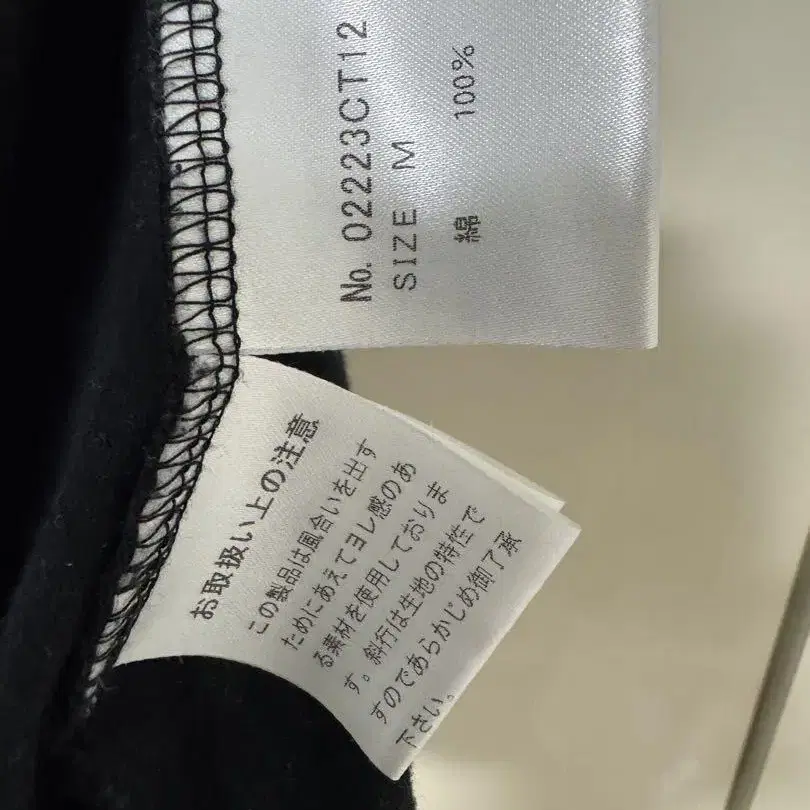 No. 02223CT12
SIZE M
綿 100%
お取扱い上の注意
この製品は風合いを出す
ためにあえてヨレ感のあ
る素材を使用しておりま
す。斜行は生地の特性で
すのであらかじめ御了承
下さい。